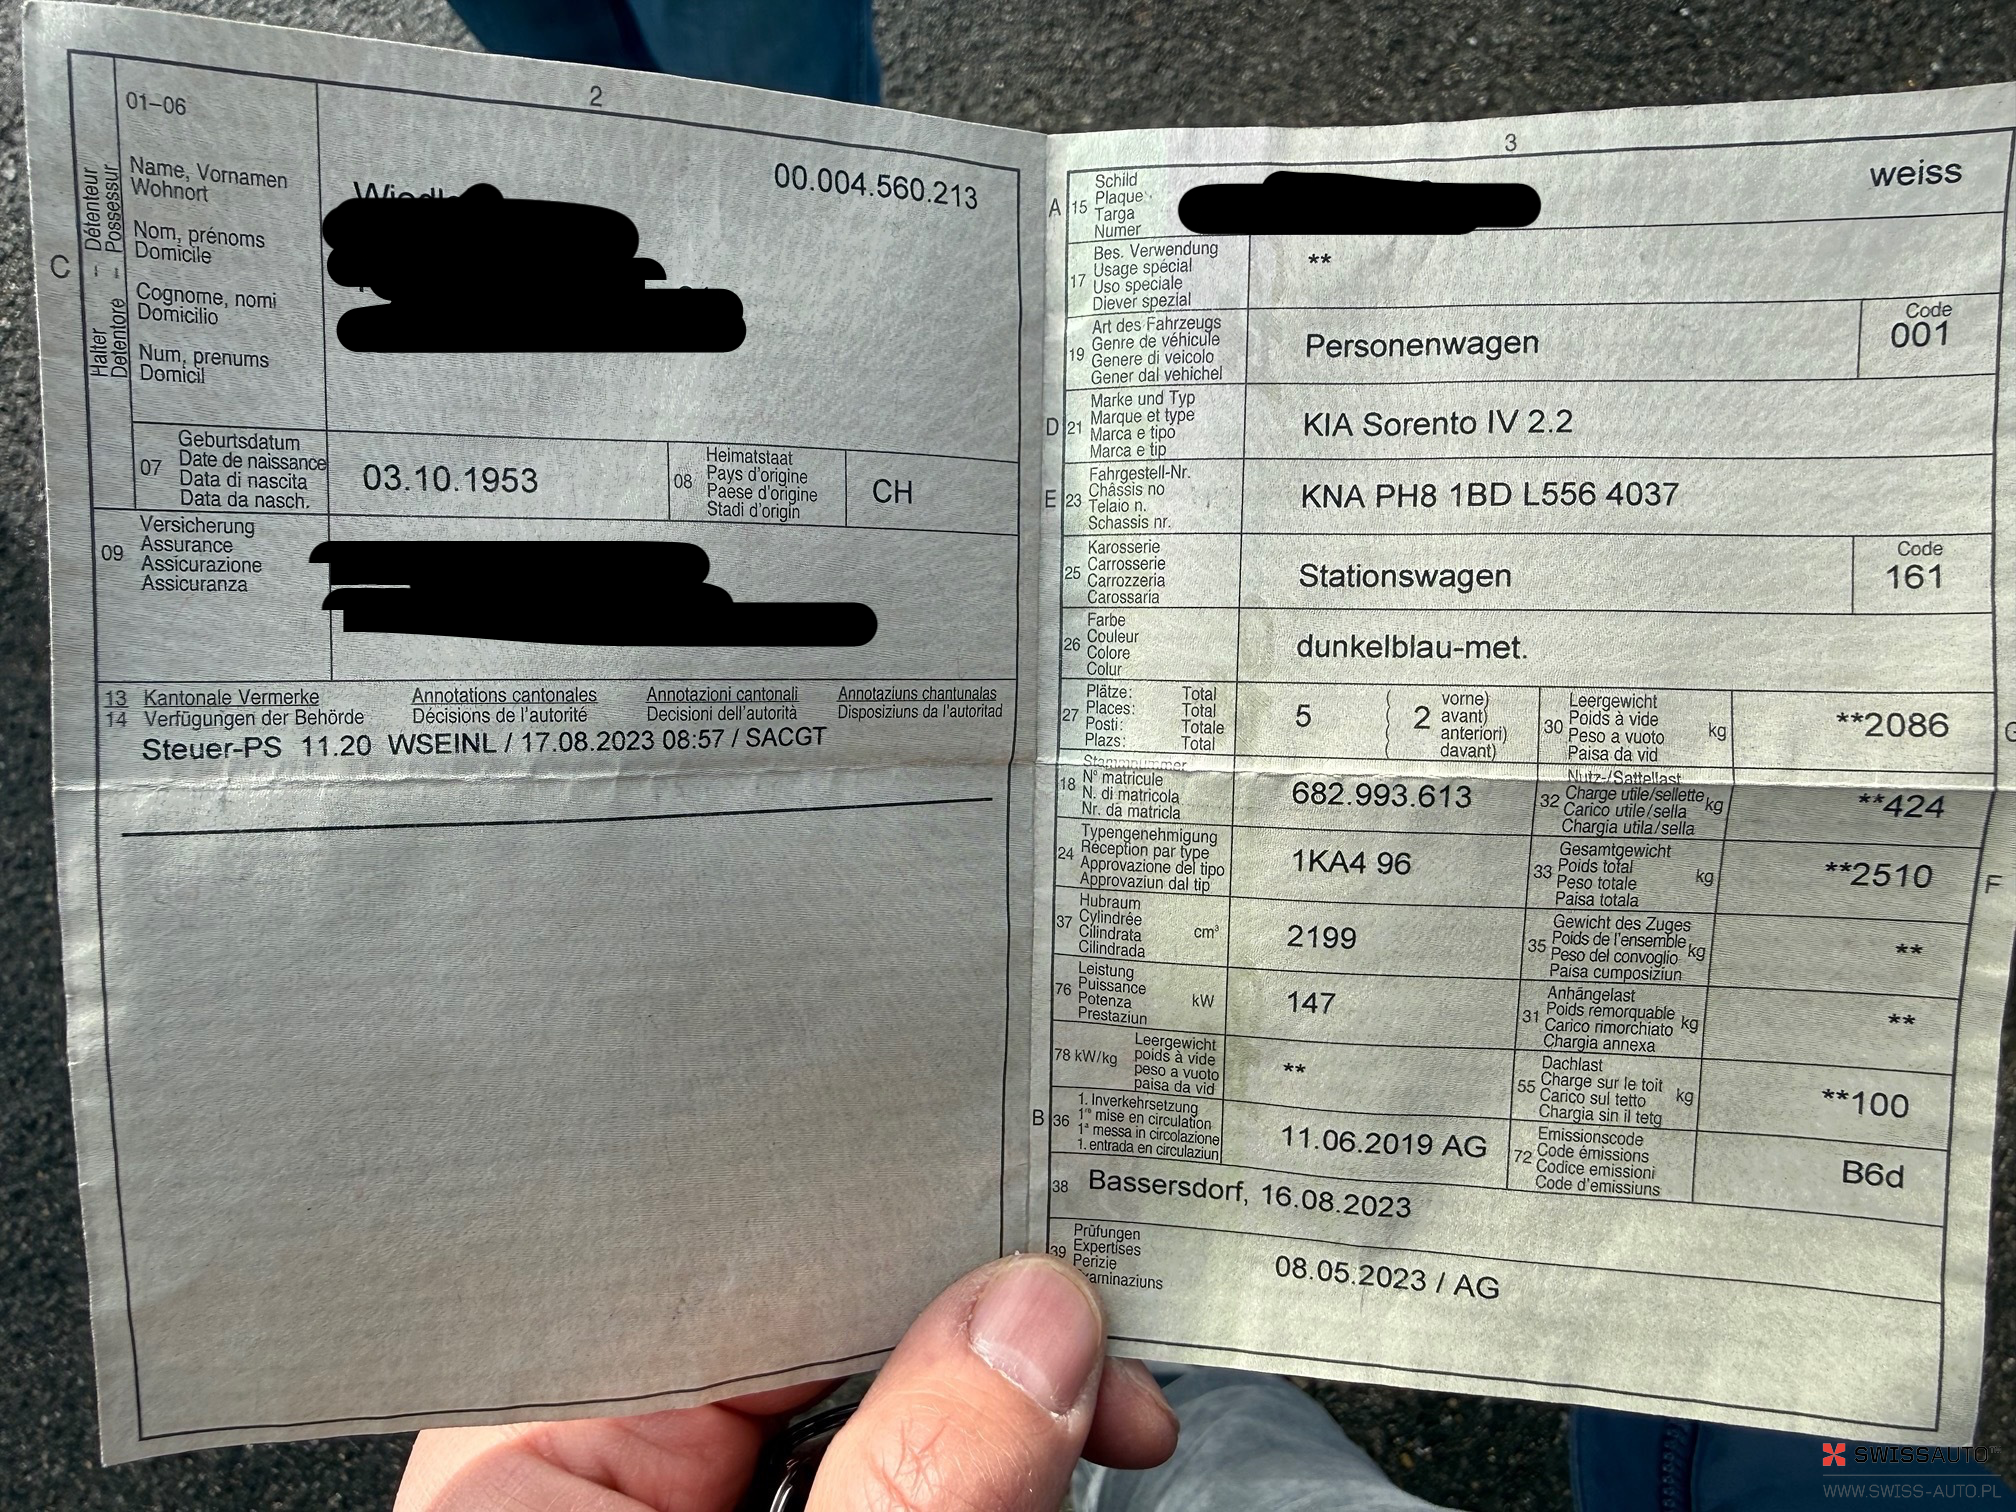 2
01–06
Name, Vornamen
Wohnort
Nom, prénoms
Domicile
Cognome, nomi
Domicilio
Num, prenums
Domicil
C
Halter – Détenteur
Detentore – Possessur
00.004.560.213
07
Geburtsdatum
Date de naissance
Data di nascita
Data da nasch.
03.10.1953
08
Heimatstaat
Pays d'origine
Paese d'origine
Stadi d'origin
CH
09
Versicherung
Assurance
Assicurazione
Assicuranza
13 Kantonale Vermerke Annotations cantonales Annotazioni cantonali Annotaziuns chantunalas
14 Verfügungen der Behörde Décisions de l'autorité Decisioni dell'autorità Disposiziuns da l'autoritad
Steuer-PS 11.20 WSEINL / 17.08.2023 08:57 / SACGT
3
A 15
Schild
Plaque
Targa
Numer
weiss
17
Bes. Verwendung
Usage spécial
Uso speciale
Diever spezial
**
19
Art des Fahrzeugs
Genre de véhicule
Genere di veicolo
Gener dal vehichel
Personenwagen
Code
001
D 21
Marke und Typ
Marque et type
Marca e tipo
Marca e tip
KIA Sorento IV 2.2
E 23
Fahrgestell-Nr.
Châssis no
Telaio n.
Schassis nr.
KNA PH8 1BD L556 4037
25
Karosserie
Carrosserie
Carrozzeria
Carossaria
Stationswagen
Code
161
26
Farbe
Couleur
Colore
Colur
dunkelblau-met.
27
Plätze: Total
Places: Total
Posti: Totale
Plazs: Total
5
( 2 vorne)
( avant)
( anteriori)
( davant)
30
Leergewicht
Poids à vide
Peso a vuoto
Paisa da vid
kg
**2086
G
18
Stammnummer
N° matricule
N. di matricola
Nr. da matricla
682.993.613
32
Nutz-/Sattellast
Charge utile/sellette
Carico utile/sella
Chargia utila/sella
kg
**424
24
Typengenehmigung
Réception par type
Approvazione del tipo
Approvaziun dal tip
1KA4 96
33
Gesamtgewicht
Poids total
Peso totale
Paisa totala
kg
**2510
F
37
Hubraum
Cylindrée
Cilindrata
Cilindrada
cm³
2199
35
Gewicht des Zuges
Poids de l'ensemble
Peso del convoglio
Paisa cumposiziun
kg
**
76
Leistung
Puissance
Potenza
Prestaziun
kW
147
31
Anhängelast
Poids remorquable
Carico rimorchiato
Chargia annexa
kg
**
78 kW/kg
Leergewicht
poids à vide
peso a vuoto
paisa da vid
**
55
Dachlast
Charge sur le toit
Carico sul tetto
Chargia sin il tetg
kg
**100
B 36
1. Inverkehrsetzung
1re mise en circulation
1a messa in circolazione
1. entrada en circulaziun
11.06.2019 AG
72
Emissionscode
Code émissions
Codice emissioni
Code d'emissiuns
B6d
38
Bassersdorf, 16.08.2023
39
Prüfungen
Expertises
Perizie
xaminaziuns
08.05.2023 / AG
SWISSAUTO
WWW.SWISS-AUTO.PL